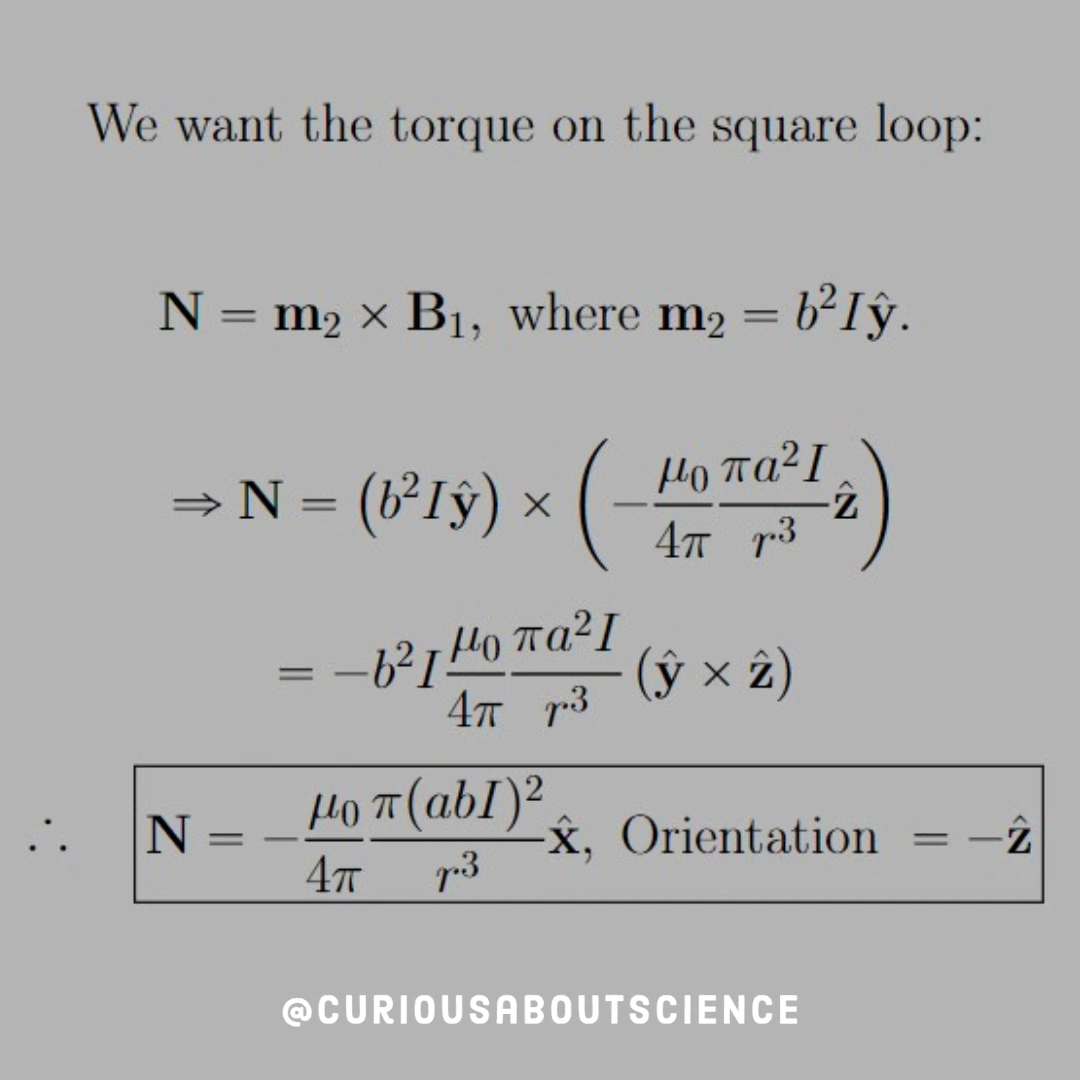 We want the torque on the square loop:
𝐍 = 𝐦₂ × 𝐁₁, where 𝐦₂ = b²Iŷ.
⇒ 𝐍 = (b²Iŷ) × (−μ₀/4π πa²I/r³ ẑ)
= −b²I μ₀/4π πa²I/r³ (ŷ × ẑ)
∴ 𝐍 = −μ₀/4π π(abI)²/r³ x̂, Orientation = −ẑ
@CURIOUSABOUTSCIENCE